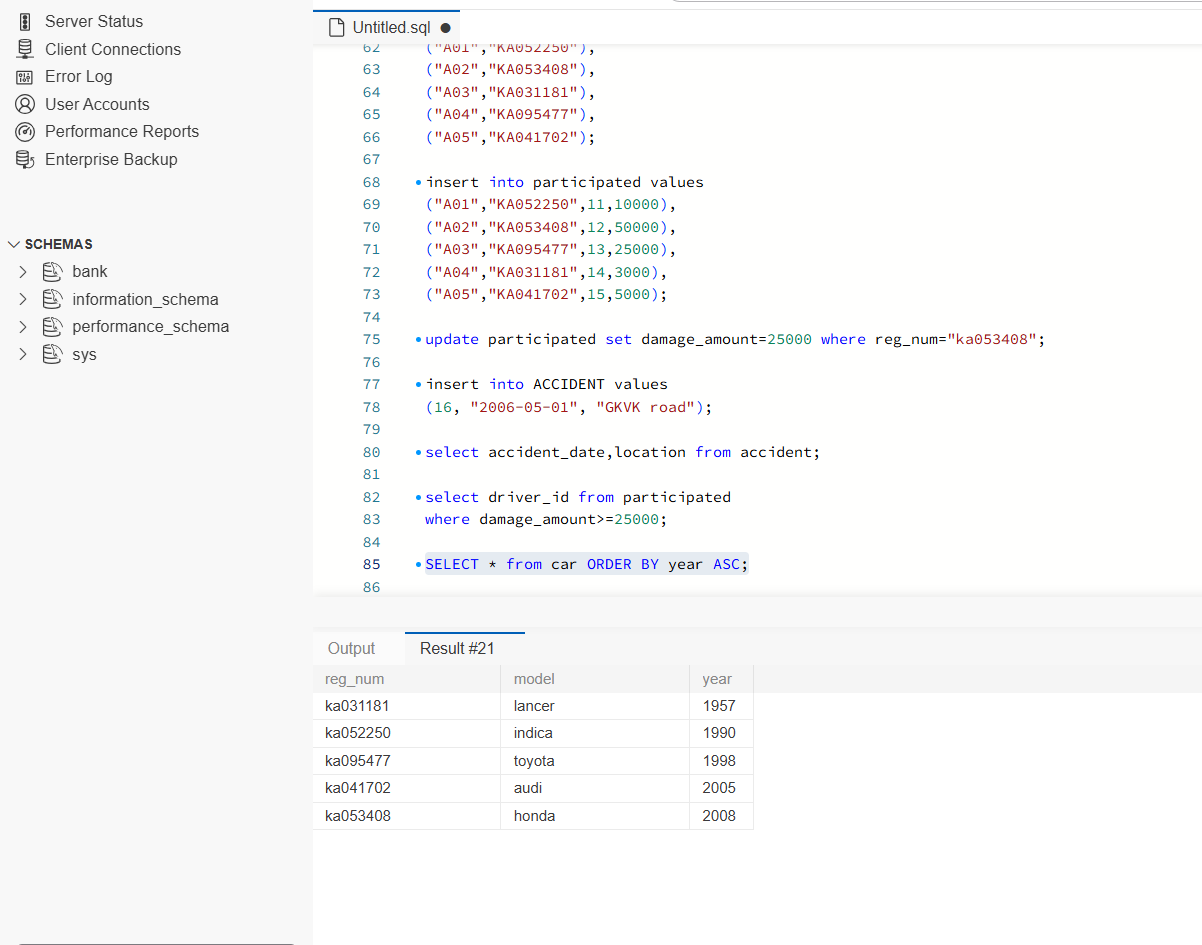 Server Status
Client Connections
Error Log
User Accounts
Performance Reports
Enterprise Backup
SCHEMAS
bank
information_schema
performance_schema
sys
Untitled.sql
62 ("A01","KA052250"),
63 ("A02","KA053408"),
64 ("A03","KA031181"),
65 ("A04","KA095477"),
66 ("A05","KA041702");
67
68 insert into participated values
69 ("A01","KA052250",11,10000),
70 ("A02","KA053408",12,50000),
71 ("A03","KA095477",13,25000),
72 ("A04","KA031181",14,3000),
73 ("A05","KA041702",15,5000);
74
75 update participated set damage_amount=25000 where reg_num="ka053408";
76
77 insert into ACCIDENT values
78 (16, "2006-05-01", "GKVK road");
79
80 select accident_date,location from accident;
81
82 select driver_id from participated
83 where damage_amount>=25000;
84
85 SELECT * from car ORDER BY year ASC;
86
Output Result #21
reg_num model year
ka031181 lancer 1957
ka052250 indica 1990
ka095477 toyota 1998
ka041702 audi 2005
ka053408 honda 2008